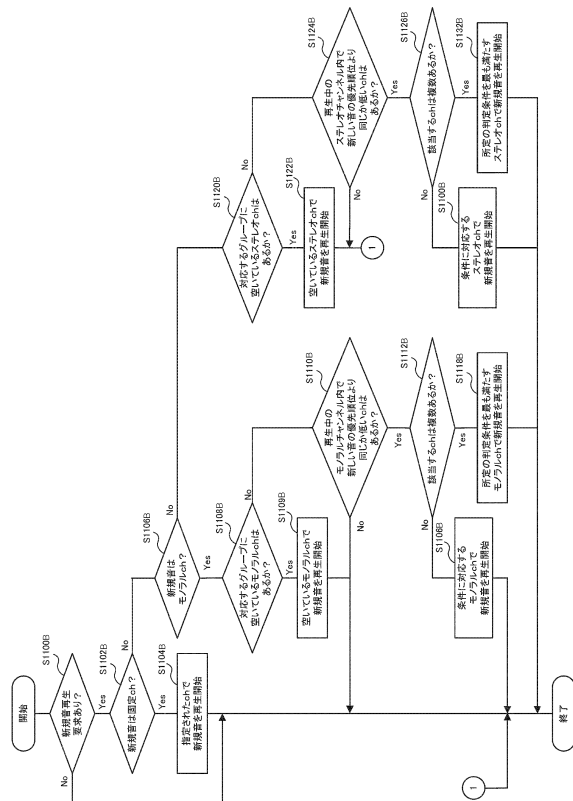 開始
S1100B
新規音再生
要求あり？
No
Yes
S1102B
新規音は固定ch？
No
Yes
S1104B
指定されたchで
新規音を再生開始
S1106B
新規音は
モノラルch？
No
Yes
S1108B
対応するグループに
空いているモノラルchは
あるか？
No
Yes
S1109B
空いているモノラルchで
新規音を再生開始
S1110B
再生中の
モノラルチャンネル内で
新しい音の優先順位より
同じか低いchは
あるか？
No
Yes
S1112B
該当するchは複数あるか？
No
Yes
S1106B
条件に対応する
モノラルchで
新規音を再生開始
S1118B
所定の判定条件を最も満たす
モノラルchで新規音を再生開始
S1120B
対応するグループに
空いているステレオchは
あるか？
No
Yes
S1122B
空いているステレオchで
新規音を再生開始
1
S1124B
再生中の
ステレオチャンネル内で
新しい音の優先順位より
同じか低いchは
あるか？
No
Yes
S1126B
該当するchは複数あるか？
No
Yes
S1100B
条件に対応する
ステレオchで
新規音を再生開始
S1132B
所定の判定条件を最も満たす
ステレオchで新規音を再生開始
1
終了